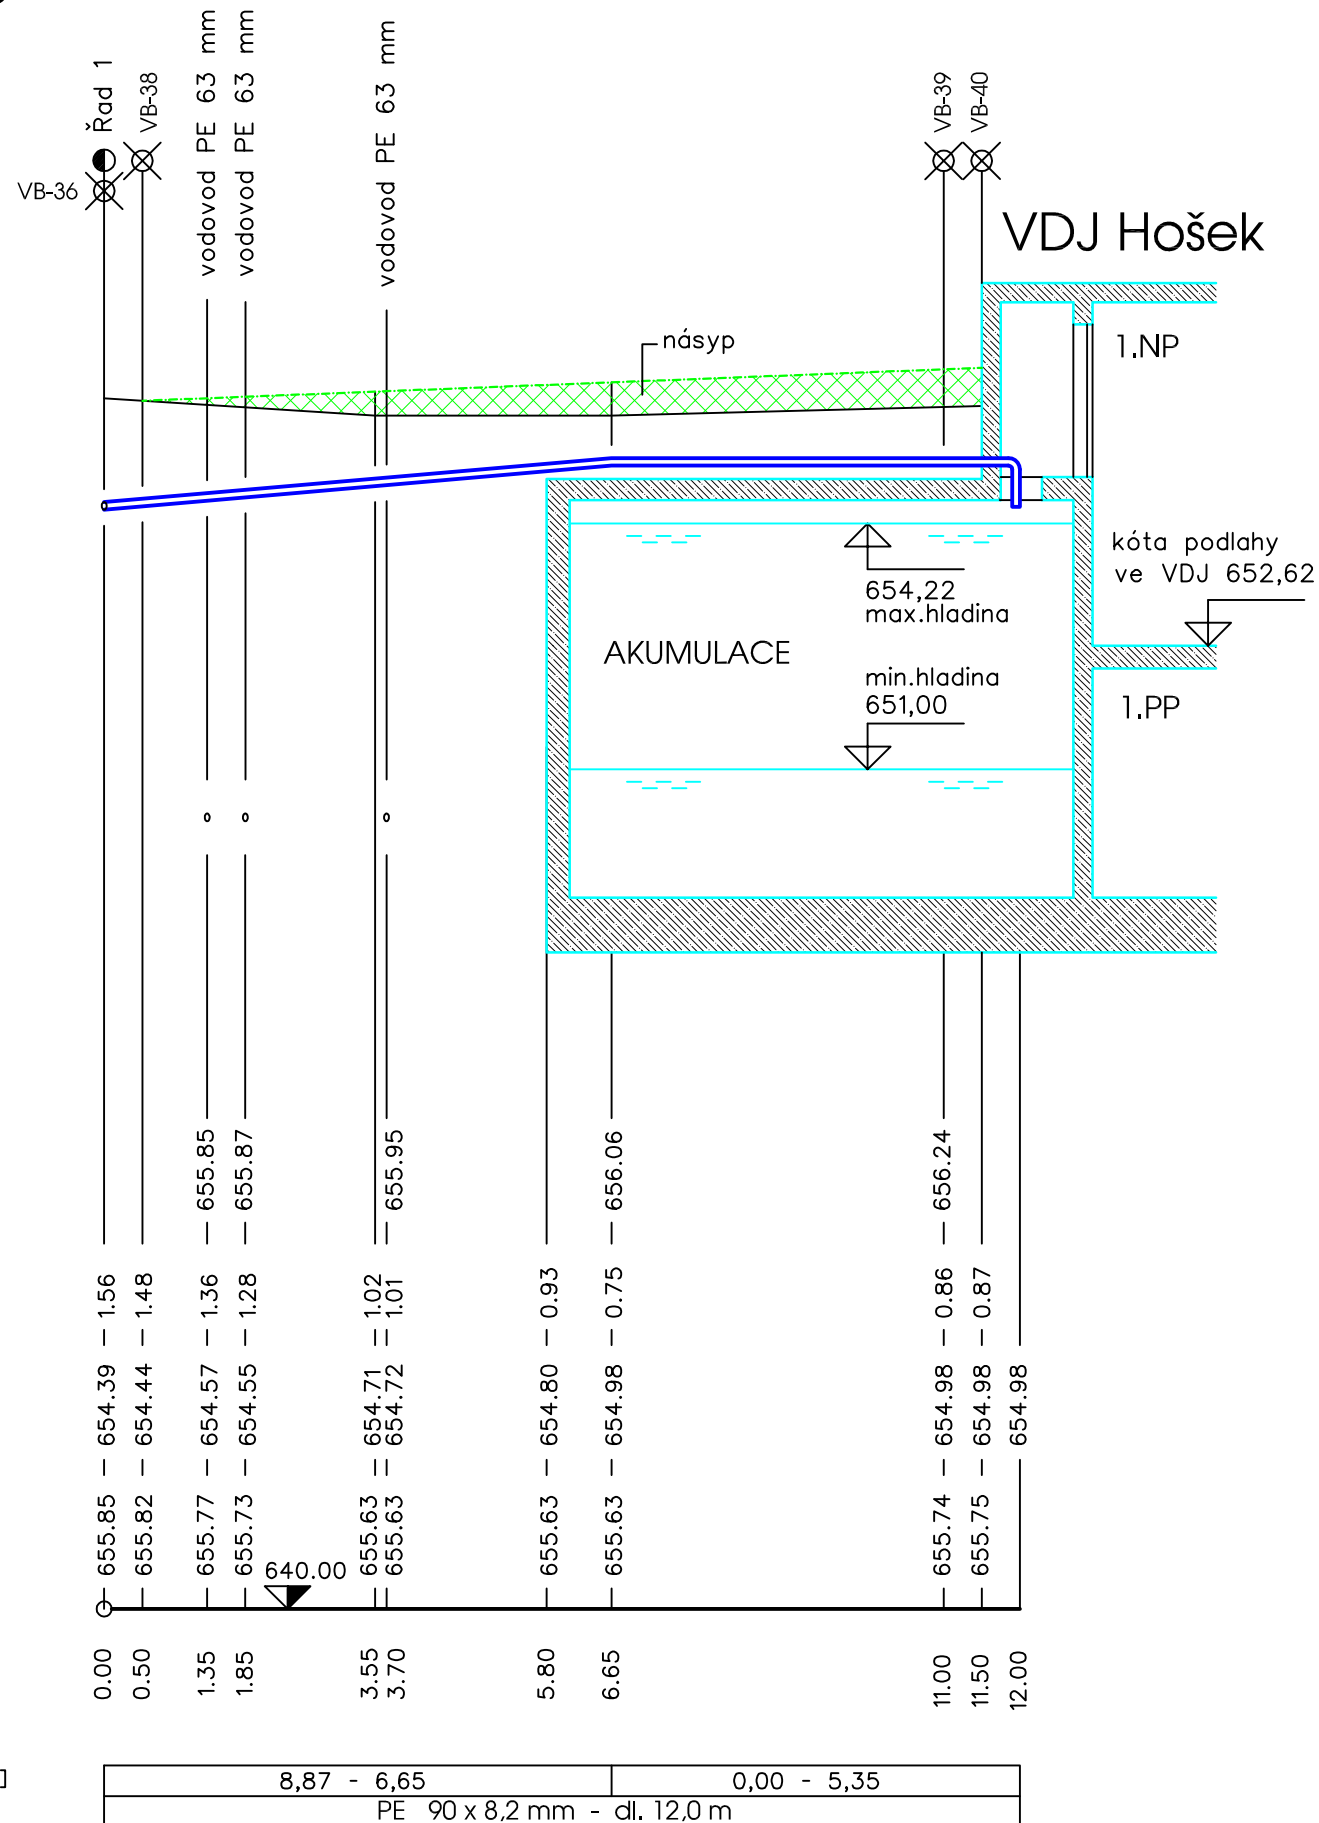 Řad 1
VB-36
VB-38
vodovod PE 63 mm
vodovod PE 63 mm
vodovod PE 63 mm
VB-39
VB-40
VDJ Hošek
násyp
1.NP
kóta podlahy
ve VDJ 652,62
654,22
max.hladina
AKUMULACE
min.hladina
651,00
1.PP
655.85
655.87
655.95
656.06
656.24
1.56
1.48
1.36
1.28
1.02
1.01
0.93
0.75
0.86
0.87
654.39
654.44
654.57
654.55
654.71
654.72
654.80
654.98
654.98
654.98
654.98
655.85
655.82
655.77
655.73
655.63
655.63
655.63
655.63
655.74
655.75
640.00
0.00
0.50
1.35
1.85
3.55
3.70
5.80
6.65
11.00
11.50
12.00
8,87 - 6,65
0,00 - 5,35
PE 90 x 8,2 mm - dl. 12,0 m